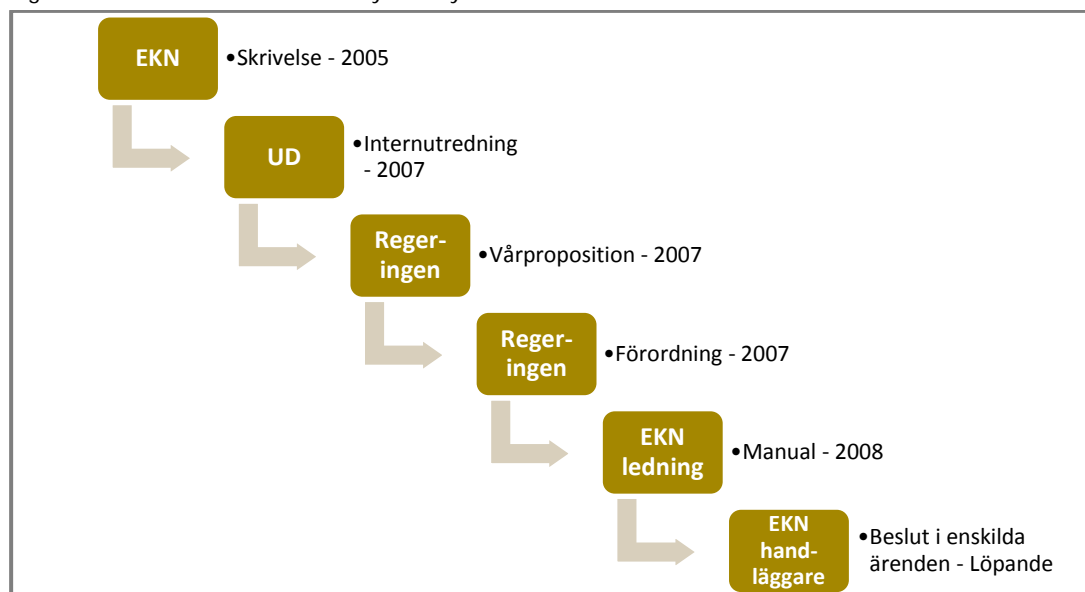 EKN
•Skrivelse - 2005
UD
•Internutredning
- 2007
Reger-
ingen
•Vårproposition - 2007
Reger-
ingen
•Förordning - 2007
EKN
ledning
•Manual - 2008
EKN
hand-
läggare
•Beslut i enskilda
ärenden - Löpande